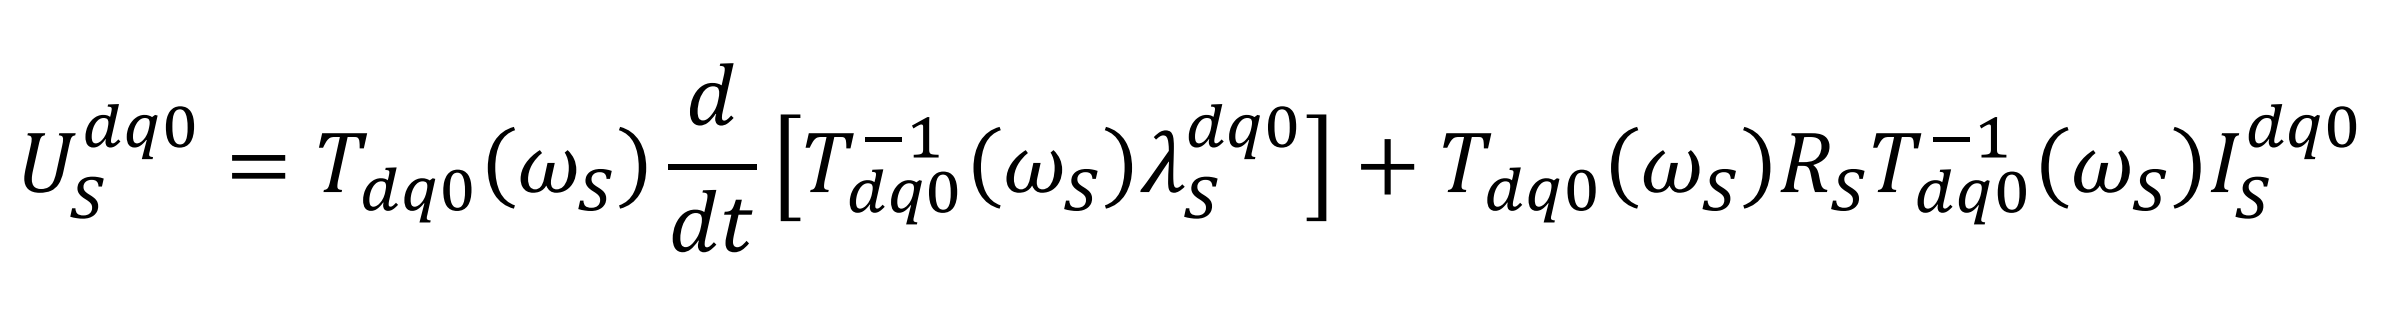 U_S^{dq0} = T_{dq0}(ω_S) \frac{d}{dt} [T_{dq0}^{-1}(ω_S)λ_S^{dq0}] + T_{dq0}(ω_S)R_S T_{dq0}^{-1}(ω_S)I_S^{dq0}